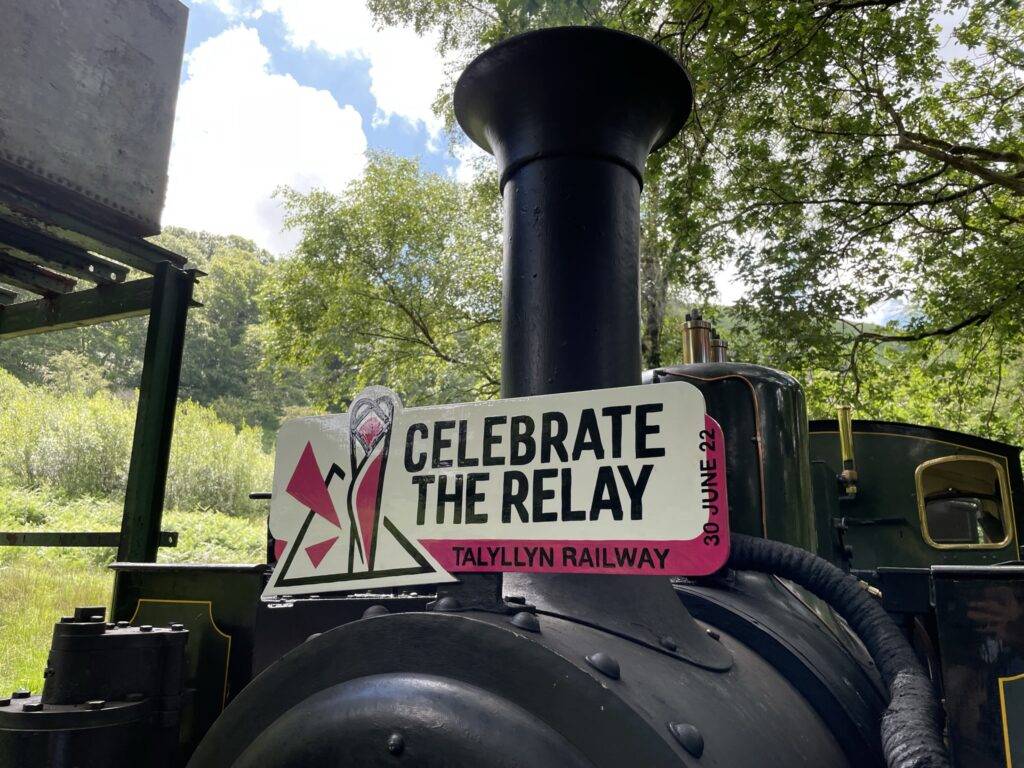 CELEBRATE
THE RELAY
TALYLLYN RAILWAY
30 JUNE 22